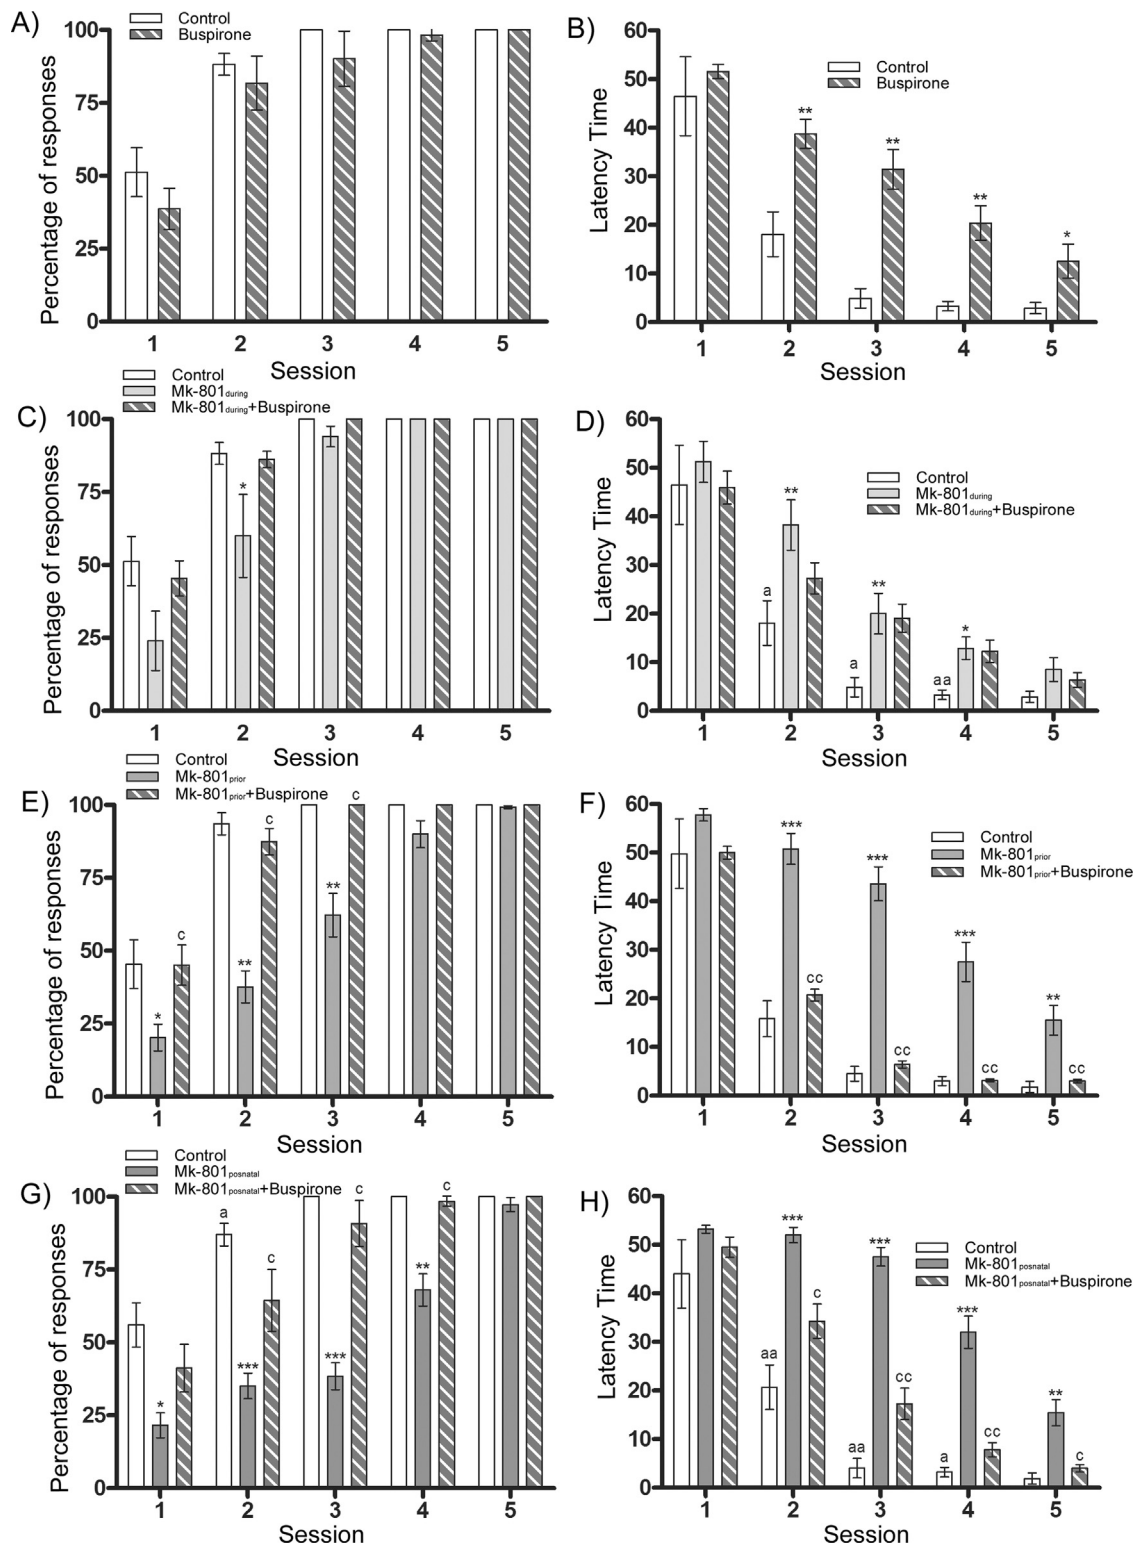 A)
Control
Buspirone
Percentage of responses
100
75
50
25
0
1 2 3 4 5
Session
B)
Control
Buspirone
Latency Time
60
50
40
30
20
10
0
** ** ** *
1 2 3 4 5
Session
C)
Control
Mk-801during
Mk-801during+Buspirone
Percentage of responses
100
75
50
25
0
*
1 2 3 4 5
Session
D)
Control
Mk-801during
Mk-801during+Buspirone
Latency Time
60
50
40
30
20
10
0
a ** a ** aa *
1 2 3 4 5
Session
E)
Control
Mk-801prior
Mk-801prior+Buspirone
Percentage of responses
100
75
50
25
0
* c ** c ** c
1 2 3 4 5
Session
F)
Control
Mk-801prior
Mk-801prior+Buspirone
Latency Time
60
50
40
30
20
10
0
*** cc *** cc *** cc ** cc
1 2 3 4 5
Session
G)
Control
Mk-801posnatal
Mk-801posnatal+Buspirone
Percentage of responses
100
75
50
25
0
* a *** c *** c ** c
1 2 3 4 5
Session
H)
Control
Mk-801posnatal
Mk-801posnatal+Buspirone
Latency Time
60
50
40
30
20
10
0
aa *** c aa *** cc a *** cc ** c
1 2 3 4 5
Session